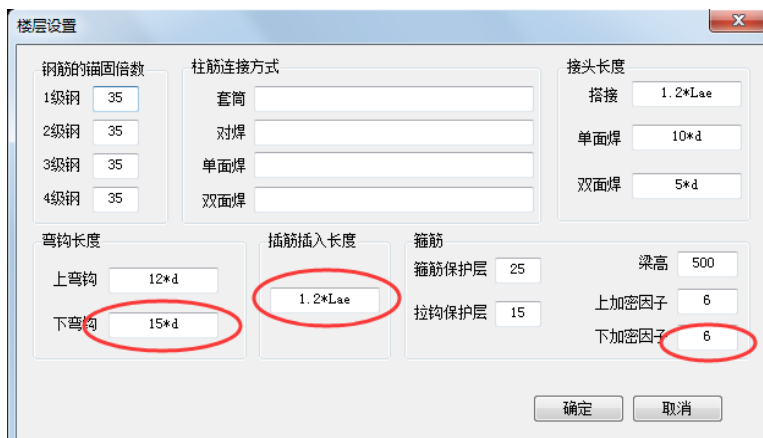 楼层设置
钢筋的锚固倍数
1级钢 35
2级钢 35
3级钢 35
4级钢 35
柱筋连接方式
套筒
对焊
单面焊
双面焊
接头长度
搭接 1.2*Lae
单面焊 10*d
双面焊 5*d
弯钩长度
上弯钩 12*d
下弯钩 15*d
插筋插入长度
1.2*Lae
箍筋
箍筋保护层 25
拉钩保护层 15
梁高 500
上加密因子 6
下加密因子 6
确定
取消